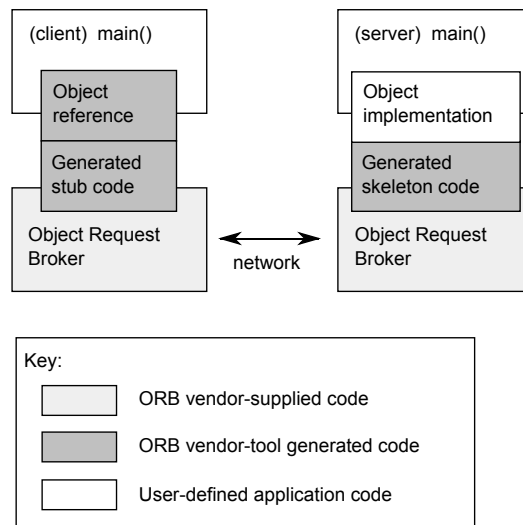 (client) main()
Object
reference
Generated
stub code
Object Request
Broker
(server) main()
Object
implementation
Generated
skeleton code
Object Request
Broker
network
Key:
ORB vendor-supplied code
ORB vendor-tool generated code
User-defined application code